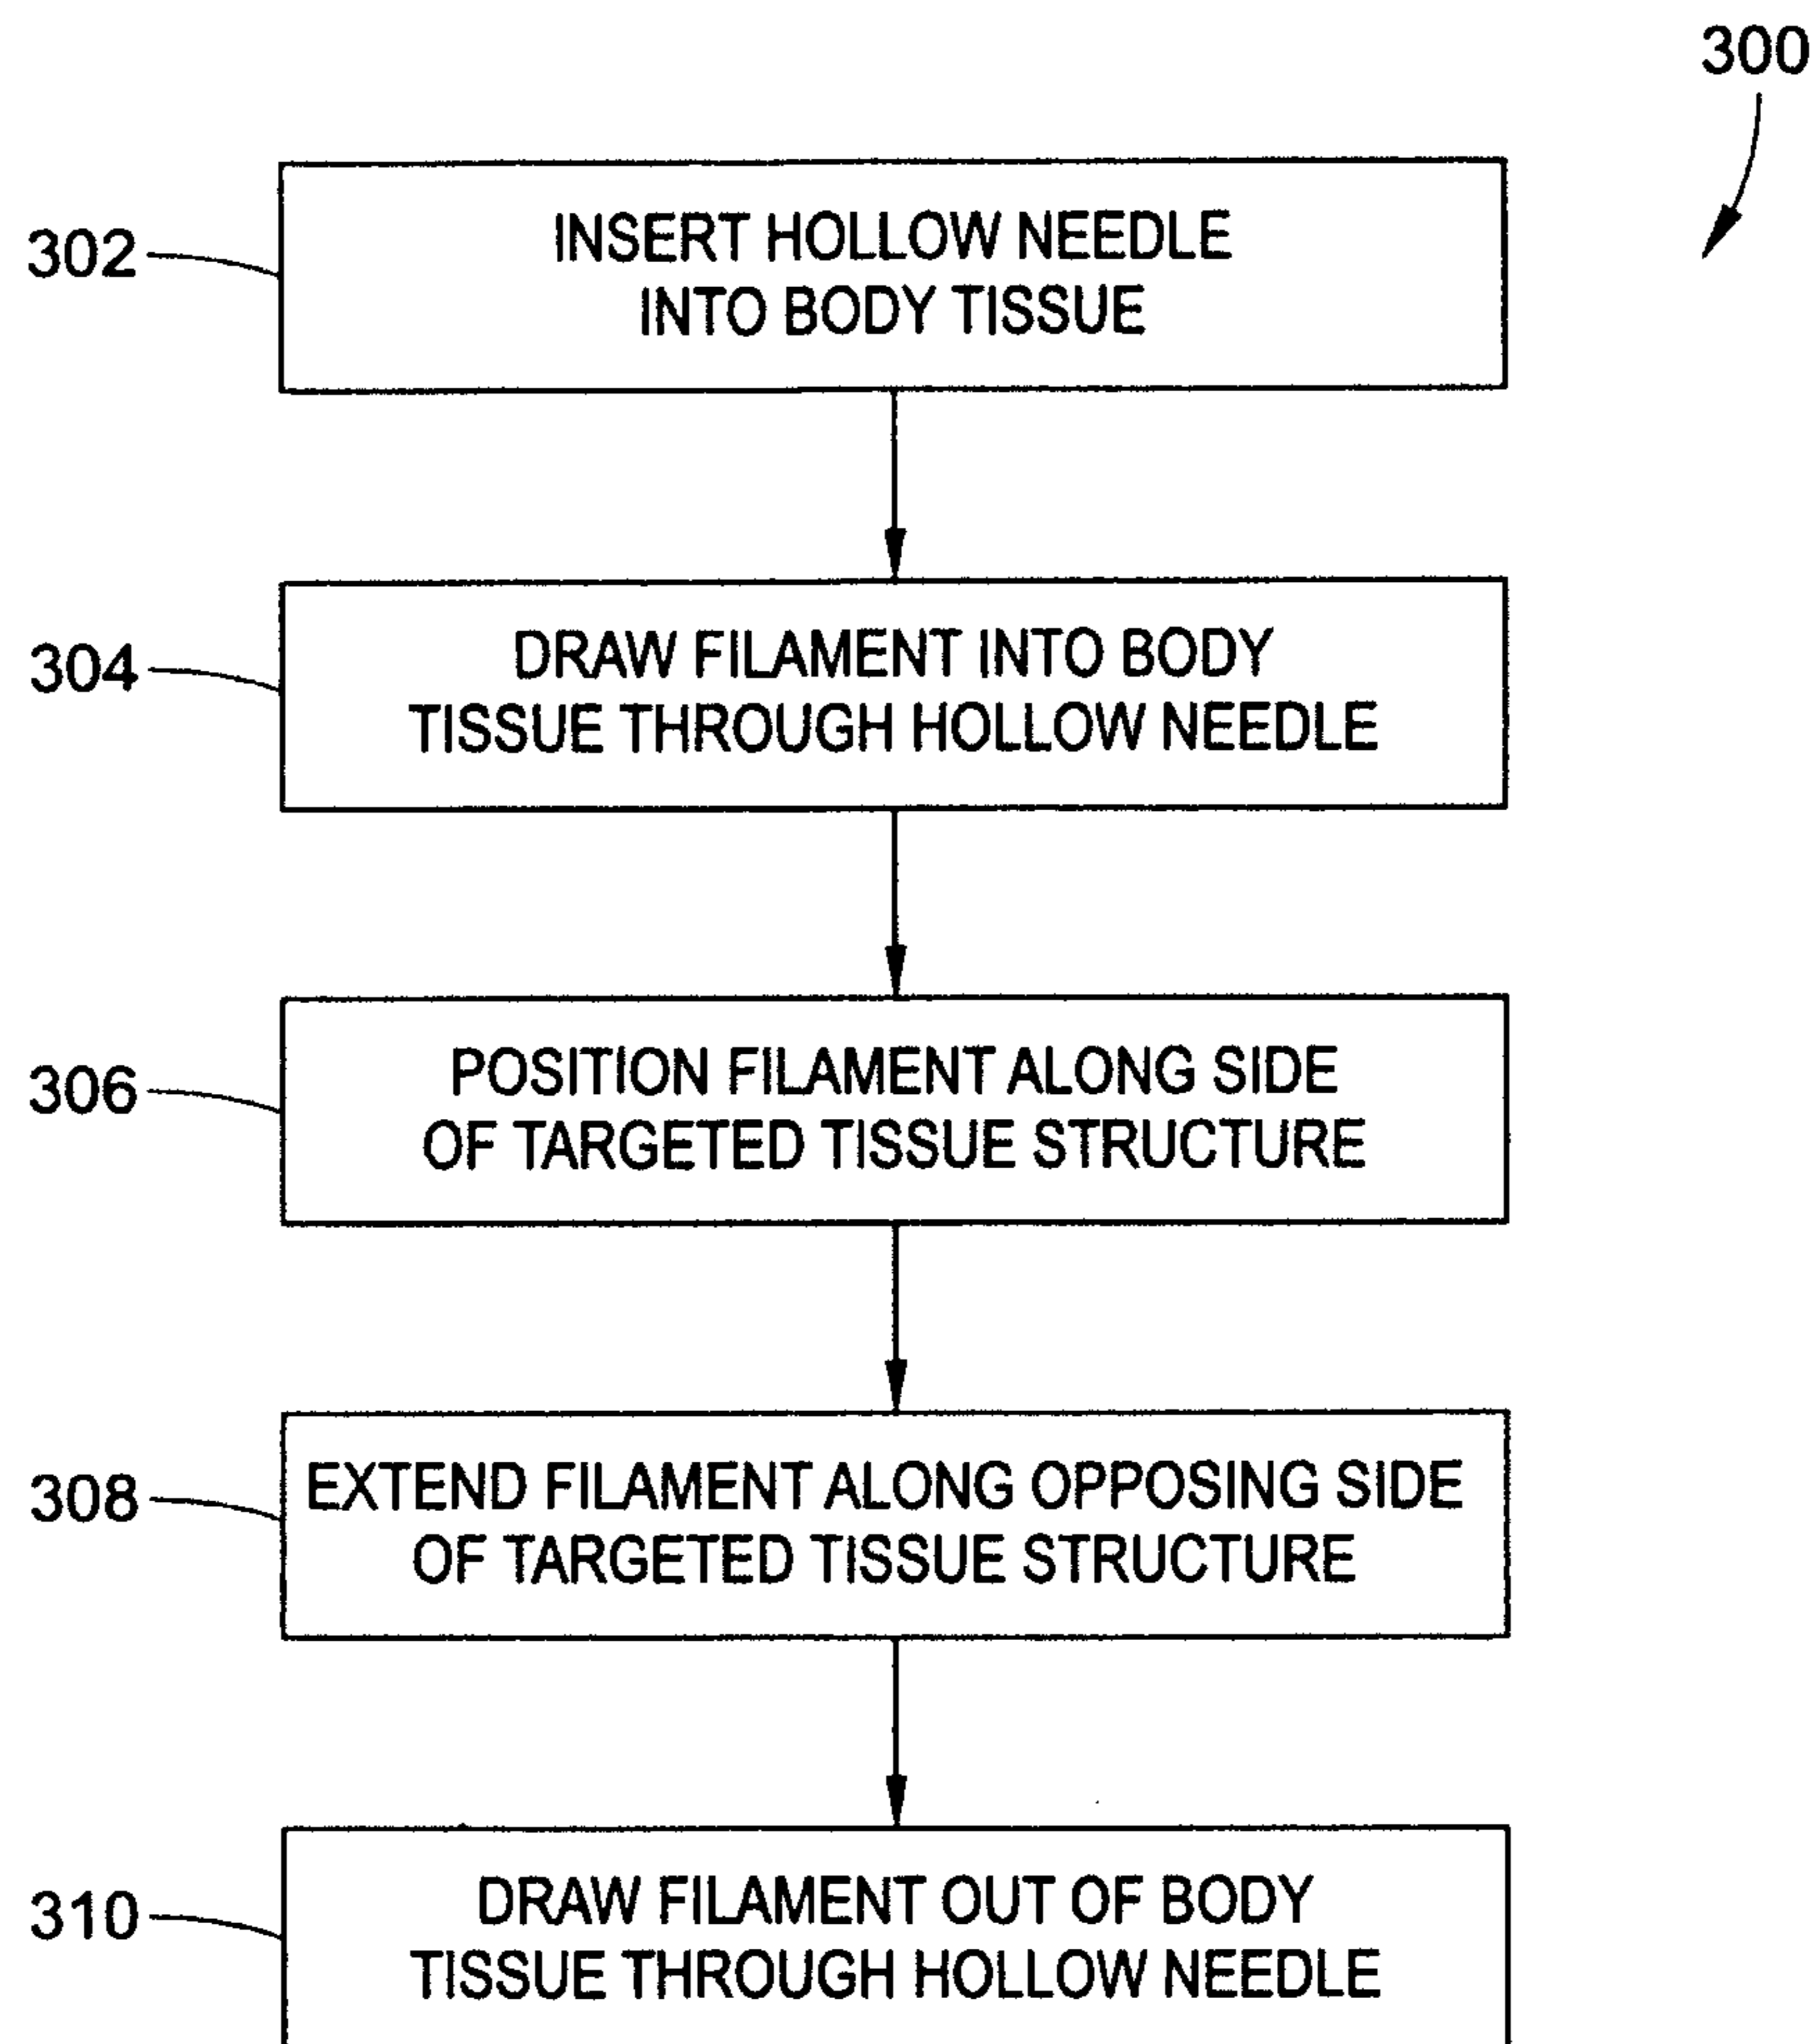 300
302
INSERT HOLLOW NEEDLE
INTO BODY TISSUE
304
DRAW FILAMENT INTO BODY
TISSUE THROUGH HOLLOW NEEDLE
306
POSITION FILAMENT ALONG SIDE
OF TARGETED TISSUE STRUCTURE
308
EXTEND FILAMENT ALONG OPPOSING SIDE
OF TARGETED TISSUE STRUCTURE
310
DRAW FILAMENT OUT OF BODY
TISSUE THROUGH HOLLOW NEEDLE